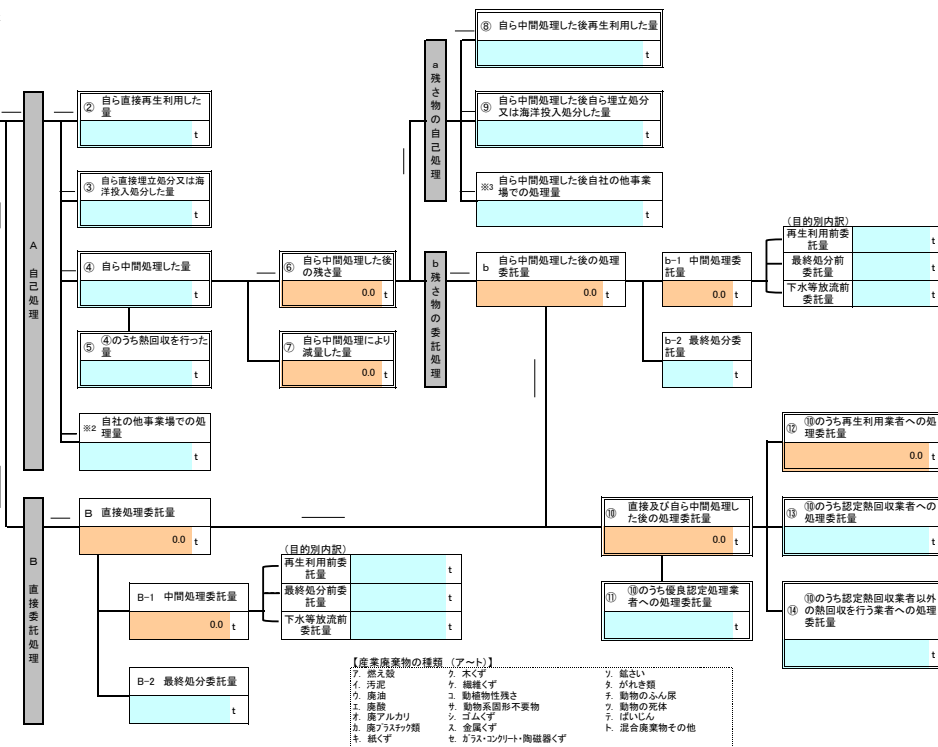 ⑧ 自ら中間処理した後再生利用した量
t
a 残さ物の自己処理
⑨ 自ら中間処理した後自ら埋立処分
又は海洋投入処分した量
t
※3 自ら中間処理した後自社の他事業
場での処理量
t
A 自己処理
② 自ら直接再生利用した
量
t
③ 自ら直接埋立処分又は海
洋投入処分した量
t
④ 自ら中間処理した量
t
⑤ ④のうち熱回収を行った
量
t
※2 自社の他事業場での処
理量
t
⑥ 自ら中間処理した後
の残さ量
0.0 t
⑦ 自ら中間処理により
減量した量
0.0 t
b 残さ物の委託処理
b 自ら中間処理した後の処理
委託量
0.0 t
b-1 中間処理委
託量
0.0 t
b-2 最終処分委
託量
t
(目的別内訳)
再生利用前委
託量
t
最終処分前
委託量
t
下水等放流前
委託量
t
B 直接委託処理
B 直接処理委託量
0.0 t
B-1 中間処理委託量
0.0 t
B-2 最終処分委託量
t
(目的別内訳)
再生利用前委
託量
t
最終処分前委
託量
t
下水等放流前
委託量
t
⑩ 直接及び自ら中間処理し
た後の処理委託量
0.0 t
⑪ ⑩のうち優良認定処理業
者への処理委託量
t
⑫ ⑩のうち再生利用業者への処
理委託量
0.0 t
⑬ ⑩のうち認定熱回収業者への
処理委託量
t
⑭ ⑩のうち認定熱回収業者以外
の熱回収を行う業者への処理
委託量
t
【産業廃棄物の種類 (ア～ト)】
ア. 燃え殻 ク. 木くず ソ. 鉱さい
イ. 汚泥 ケ. 繊維くず タ. がれき類
ウ. 廃油 コ. 動植物性残さ チ. 動物のふん尿
エ. 廃酸 サ. 動物系固形不要物 ツ. 動物の死体
オ. 廃アルカリ シ. ゴムくず テ. ばいじん
カ. 廃プラスチック類 ス. 金属くず ト. 混合廃棄物その他
キ. 紙くず セ. ガラス・コンクリート・陶磁器くず